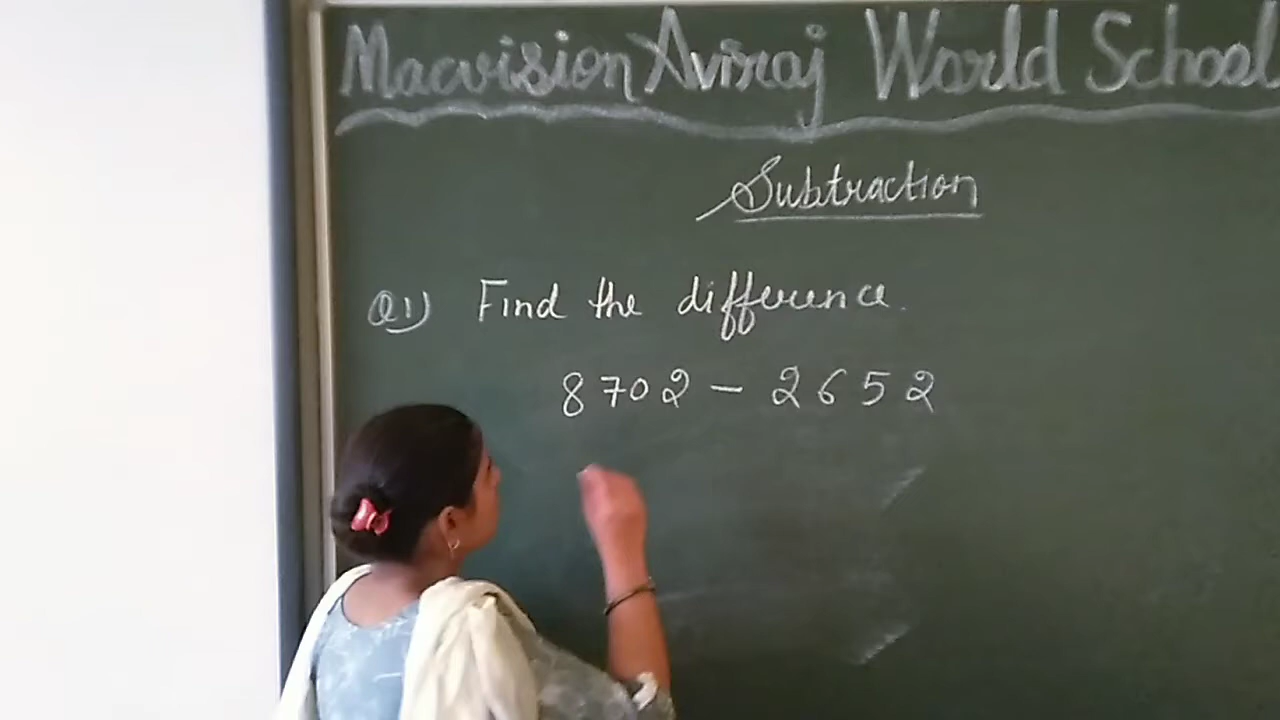 Macvision Aviraj World School
Subtraction
Q1) Find the difference.
8702 - 2652